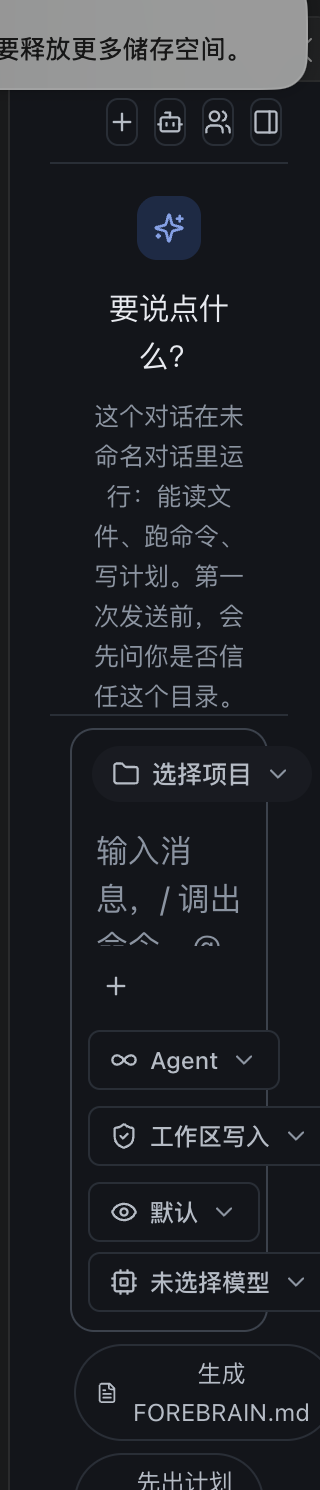 要释放更多储存空间。
要说点什
么?
这个对话在未
命名对话里运
行：能读文
件、跑命令、
写计划。第一
次发送前，会
先问你是否信
任这个目录。
选择项目
输入消
息，/ 调出
命令，@
Agent
工作区写入
默认
未选择模型
生成
FOREBRAIN.md
先出计划